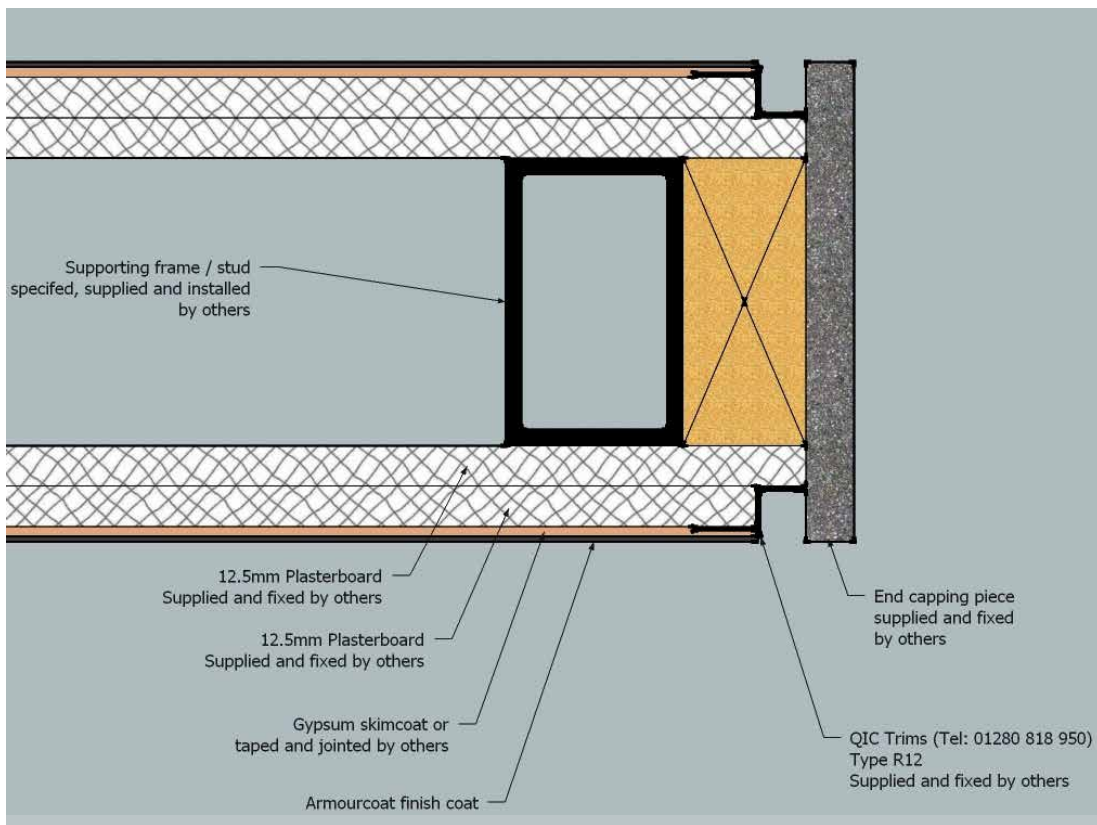 Supporting frame / stud
specifed, supplied and installed
by others
12.5mm Plasterboard
Supplied and fixed by others
12.5mm Plasterboard
Supplied and fixed by others
Gypsum skimcoat or
taped and jointed by others
Armourcoat finish coat
End capping piece
supplied and fixed
by others
QIC Trims (Tel: 01280 818 950)
Type R12
Supplied and fixed by others